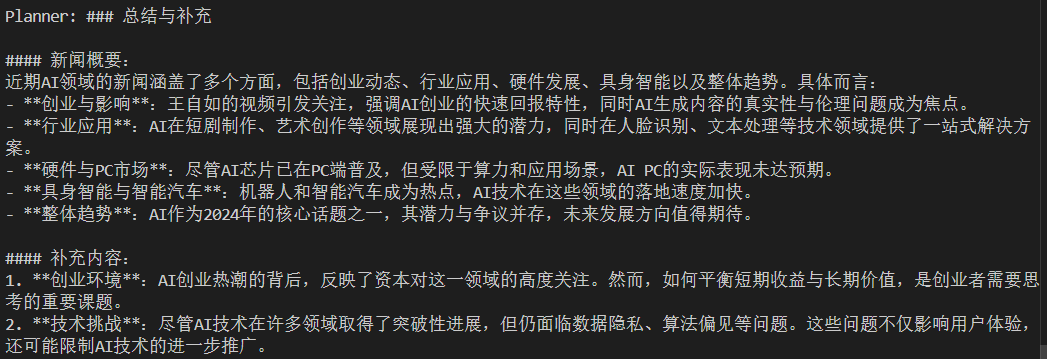 Planner: ### 总结与补充
#### 新闻概要:
近期AI领域的新闻涵盖了多个方面，包括创业动态、行业应用、硬件发展、具身智能以及整体趋势。具体而言:
- **创业与影响**: 王自如的视频引发关注，强调AI创业的快速回报特性，同时AI生成内容的真实性与伦理问题成为焦点。
- **行业应用**: AI在短剧制作、艺术创作等领域展现出强大的潜力，同时在人脸识别、文本处理等技术领域提供了一站式解决方
案。
- **硬件与PC市场**: 尽管AI芯片已在PC端普及，但受限于算力和应用场景，AI PC的实际表现未达预期。
- **具身智能与智能汽车**: 机器人和智能汽车成为热点，AI技术在这些领域的落地速度加快。
- **整体趋势**: AI作为2024年的核心话题之一，其潜力与争议并存，未来发展方向值得期待。
#### 补充内容:
1. **创业环境**: AI创业热潮的背后，反映了资本对这一领域的高度关注。然而，如何平衡短期收益与长期价值，是创业者需要思
考的重要课题。
2. **技术挑战**: 尽管AI技术在许多领域取得了突破性进展，但仍面临数据隐私、算法偏见等问题。这些问题不仅影响用户体验，
还可能限制AI技术的进一步推广。